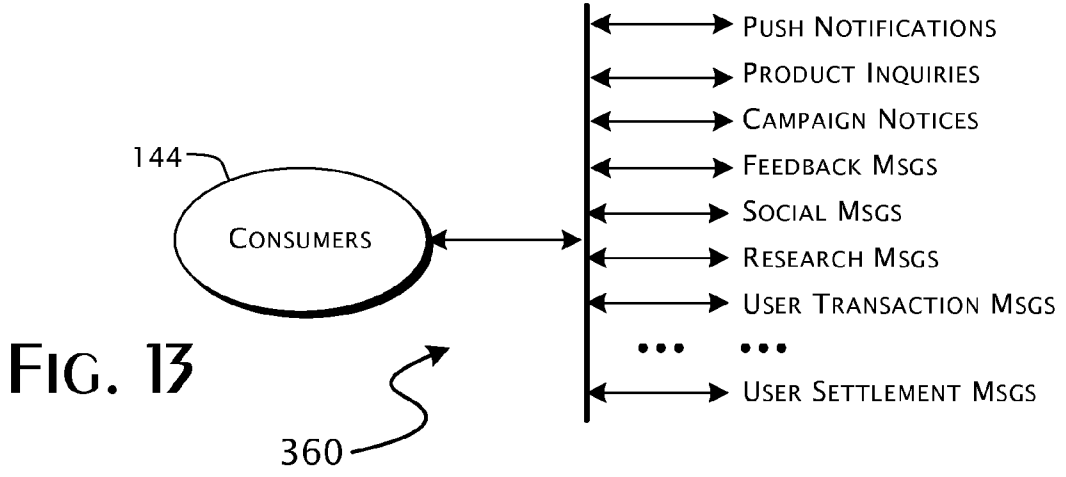 PUSH NOTIFICATIONS
PRODUCT INQUIRIES
CAMPAIGN NOTICES
144
FEEDBACK MSGS
SOCIAL MSGS
CONSUMERS
RESEARCH MSGS
USER TRANSACTION MSGS
••• •••
FIG. 13
USER SETTLEMENT MSGS
360